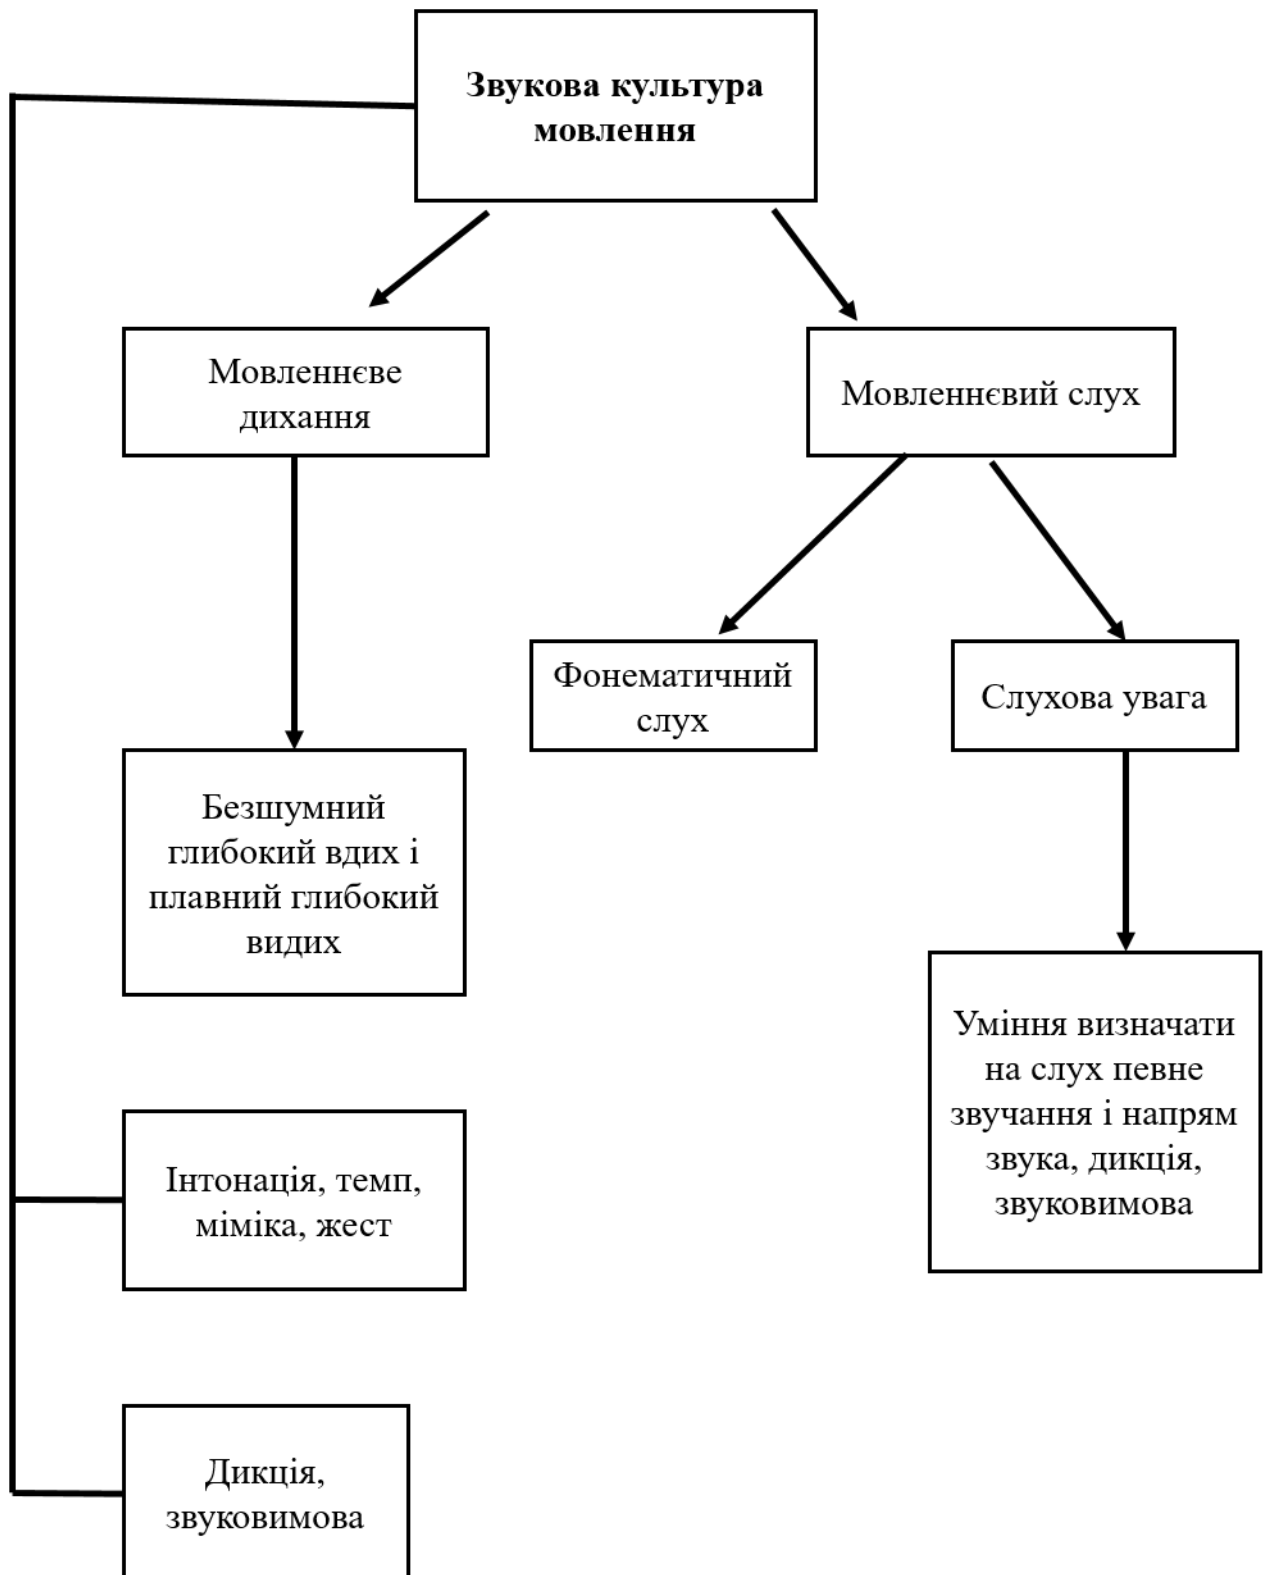 Звукова культура
мовлення
Мовленнєве
дихання
Мовленнєвий слух
Фонематичний
слух
Слухова увага
Безшумний
глибокий вдих і
плавний глибокий
видих
Уміння визначати
на слух певне
звучання і напрям
звука, дикція,
звуковимова
Інтонація, темп,
міміка, жест
Дикція,
звуковимова